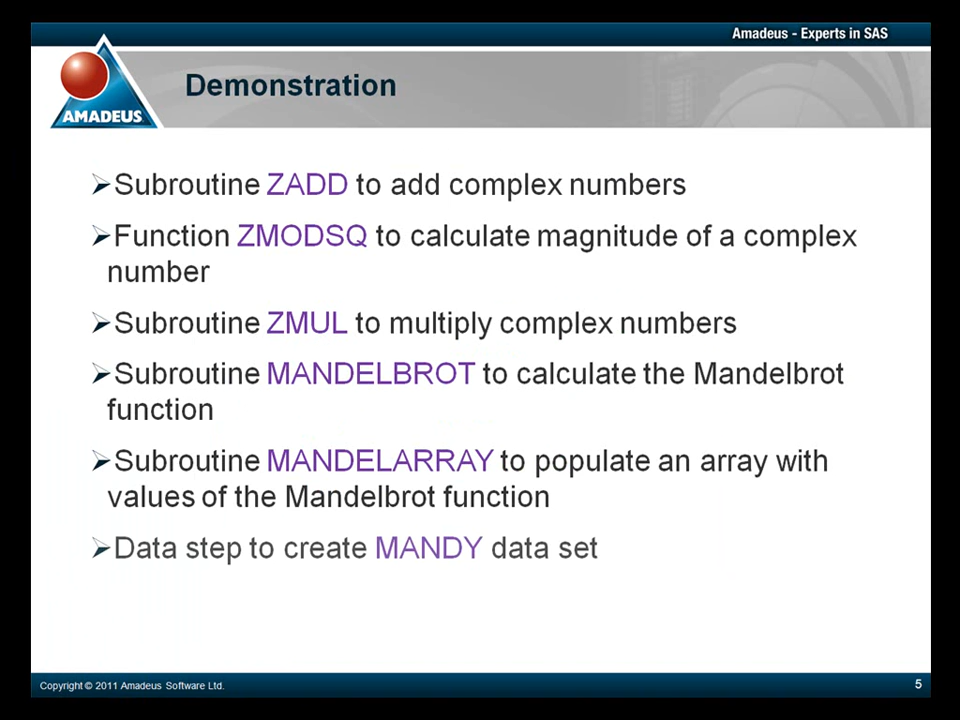 Amadeus - Experts in SAS
AMADEUS
Demonstration
➢Subroutine ZADD to add complex numbers
➢Function ZMODSQ to calculate magnitude of a complex
number
➢Subroutine ZMUL to multiply complex numbers
➢Subroutine MANDELBROT to calculate the Mandelbrot
function
➢Subroutine MANDELARRAY to populate an array with
values of the Mandelbrot function
➢Data step to create MANDY data set
Copyright © 2011 Amadeus Software Ltd.
5